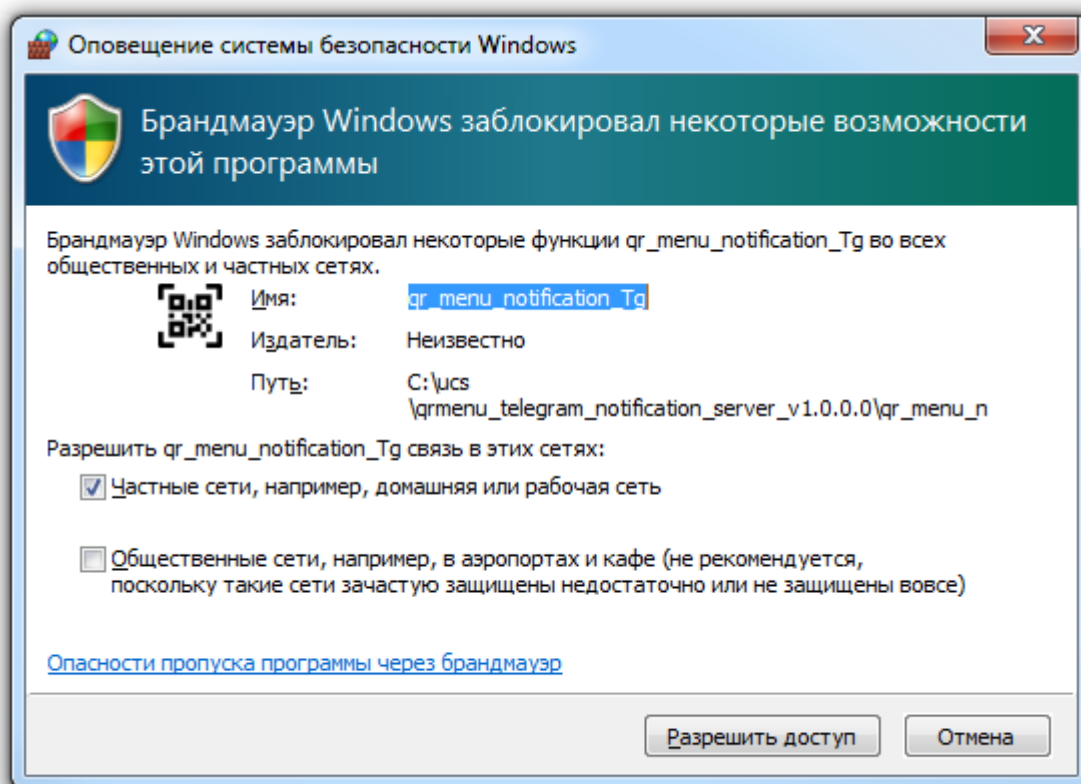 Оповещение системы безопасности Windows
Брандмауэр Windows заблокировал некоторые возможности
этой программы
Брандмауэр Windows заблокировал некоторые функции qr_menu_notification_Tg во всех
общественных и частных сетях.
Имя: qr_menu_notification_Tg
Издатель: Неизвестно
Путь: C:\ucs
\qrmenu_telegram_notification_server_v1.0.0.0\qr_menu_n
Разрешить qr_menu_notification_Tg связь в этих сетях:
Частные сети, например, домашняя или рабочая сеть
Общественные сети, например, в аэропортах и кафе (не рекомендуется,
поскольку такие сети зачастую защищены недостаточно или не защищены вовсе)
Опасности пропуска программы через брандмауэр
Разрешить доступ Отмена